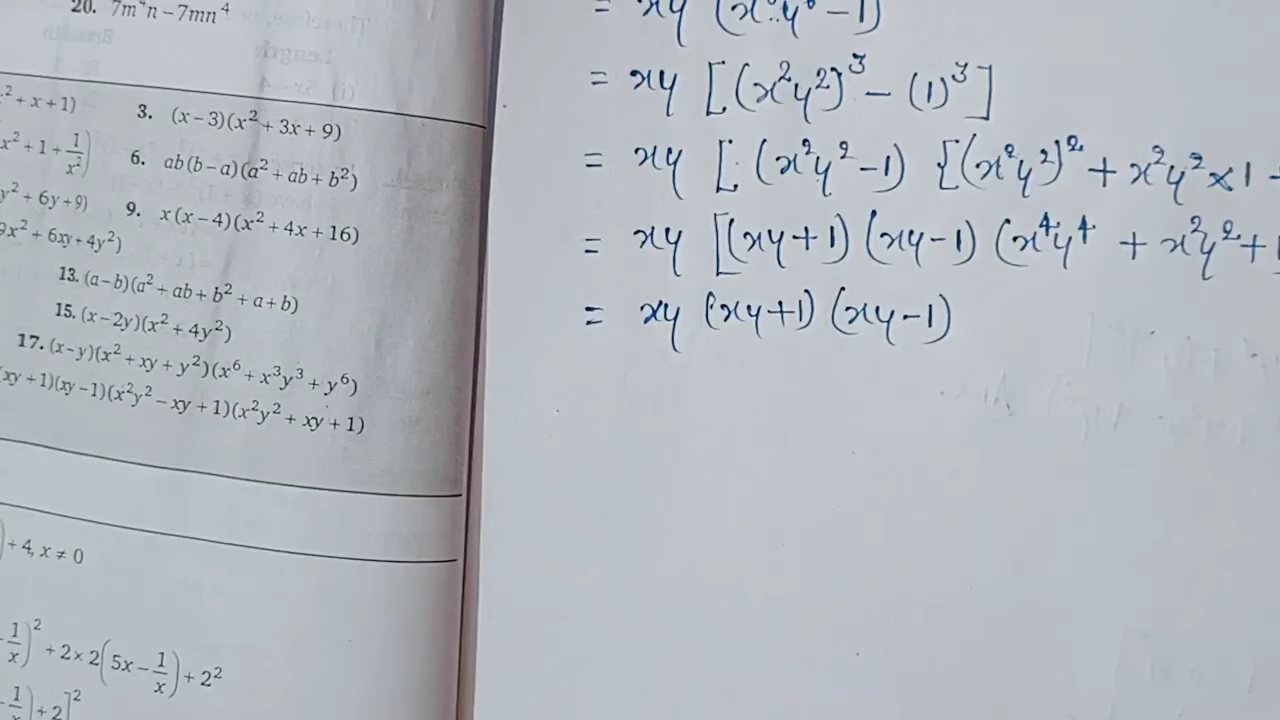 20. 7m⁴n – 7mn⁴
² + x + 1)
3. (x – 3)(x² + 3x + 9)
x² + 1 + 1/x²)
6. ab(b – a)(a² + ab + b²)
y² + 6y + 9)
9. x(x – 4)(x² + 4x + 16)
9x² + 6xy + 4y²)
13. (a – b)(a² + ab + b² + a + b)
15. (x – 2y)(x² + 4y²)
17. (x – y)(x² + xy + y²)(x⁶ + x³y³ + y⁶)
(xy + 1)(xy – 1)(x²y² – xy + 1)(x²y² + xy + 1)
) + 4, x ≠ 0
1/x)² + 2 × 2(5x – 1/x) + 2²
– 1/x) + 2]²
= xy (x⁶y⁶ – 1)
= xy [(x²y²)³ – (1)³]
= xy [(x²y² – 1) {(x²y²)² + x²y² × 1 +
= xy [(xy + 1) (xy – 1) (x⁴y⁴ + x²y² + 1
= xy (xy + 1) (xy – 1)